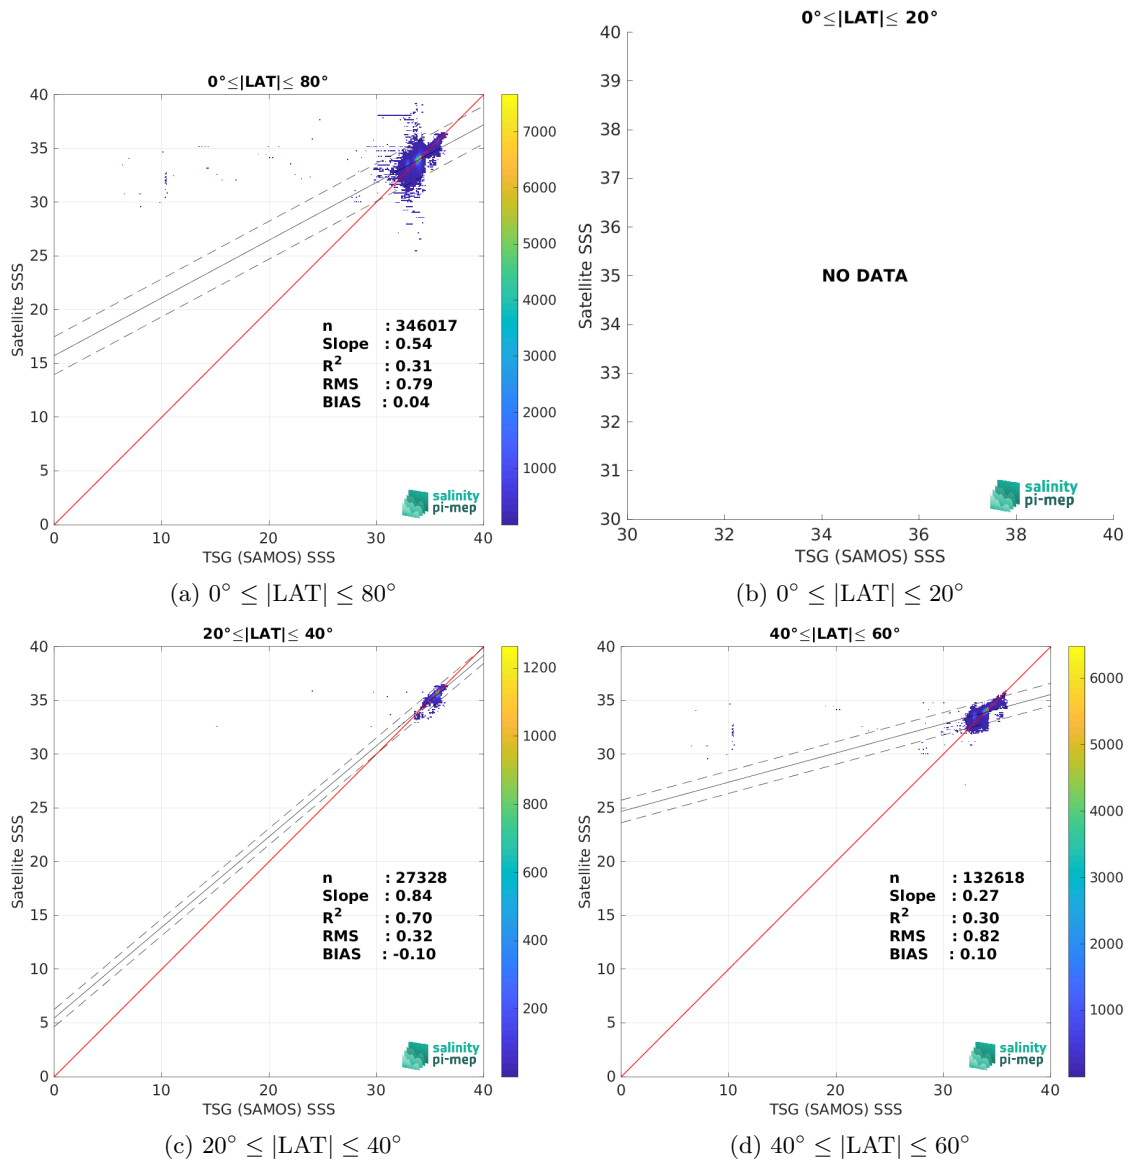 0°≤|LAT|≤ 80°
40
35
30
25
20
15
10
5
0
Satellite SSS
0
10
20
30
40
TSG (SAMOS) SSS
n : 346017
Slope : 0.54
R² : 0.31
RMS : 0.79
BIAS : 0.04
salinity
pi-mep
7000
6000
5000
4000
3000
2000
1000
(a) 0° ≤ |LAT| ≤ 80°
0°≤|LAT|≤ 20°
40
39
38
37
36
35
34
33
32
31
30
Satellite SSS
NO DATA
30
32
34
36
38
40
TSG (SAMOS) SSS
salinity
pi-mep
(b) 0° ≤ |LAT| ≤ 20°
20°≤|LAT|≤ 40°
40
35
30
25
20
15
10
5
0
Satellite SSS
0
10
20
30
40
TSG (SAMOS) SSS
n : 27328
Slope : 0.84
R² : 0.70
RMS : 0.32
BIAS : -0.10
salinity
pi-mep
1200
1000
800
600
400
200
(c) 20° ≤ |LAT| ≤ 40°
40°≤|LAT|≤ 60°
40
35
30
25
20
15
10
5
0
Satellite SSS
0
10
20
30
40
TSG (SAMOS) SSS
n : 132618
Slope : 0.27
R² : 0.30
RMS : 0.82
BIAS : 0.10
salinity
pi-mep
6000
5000
4000
3000
2000
1000
(d) 40° ≤ |LAT| ≤ 60°